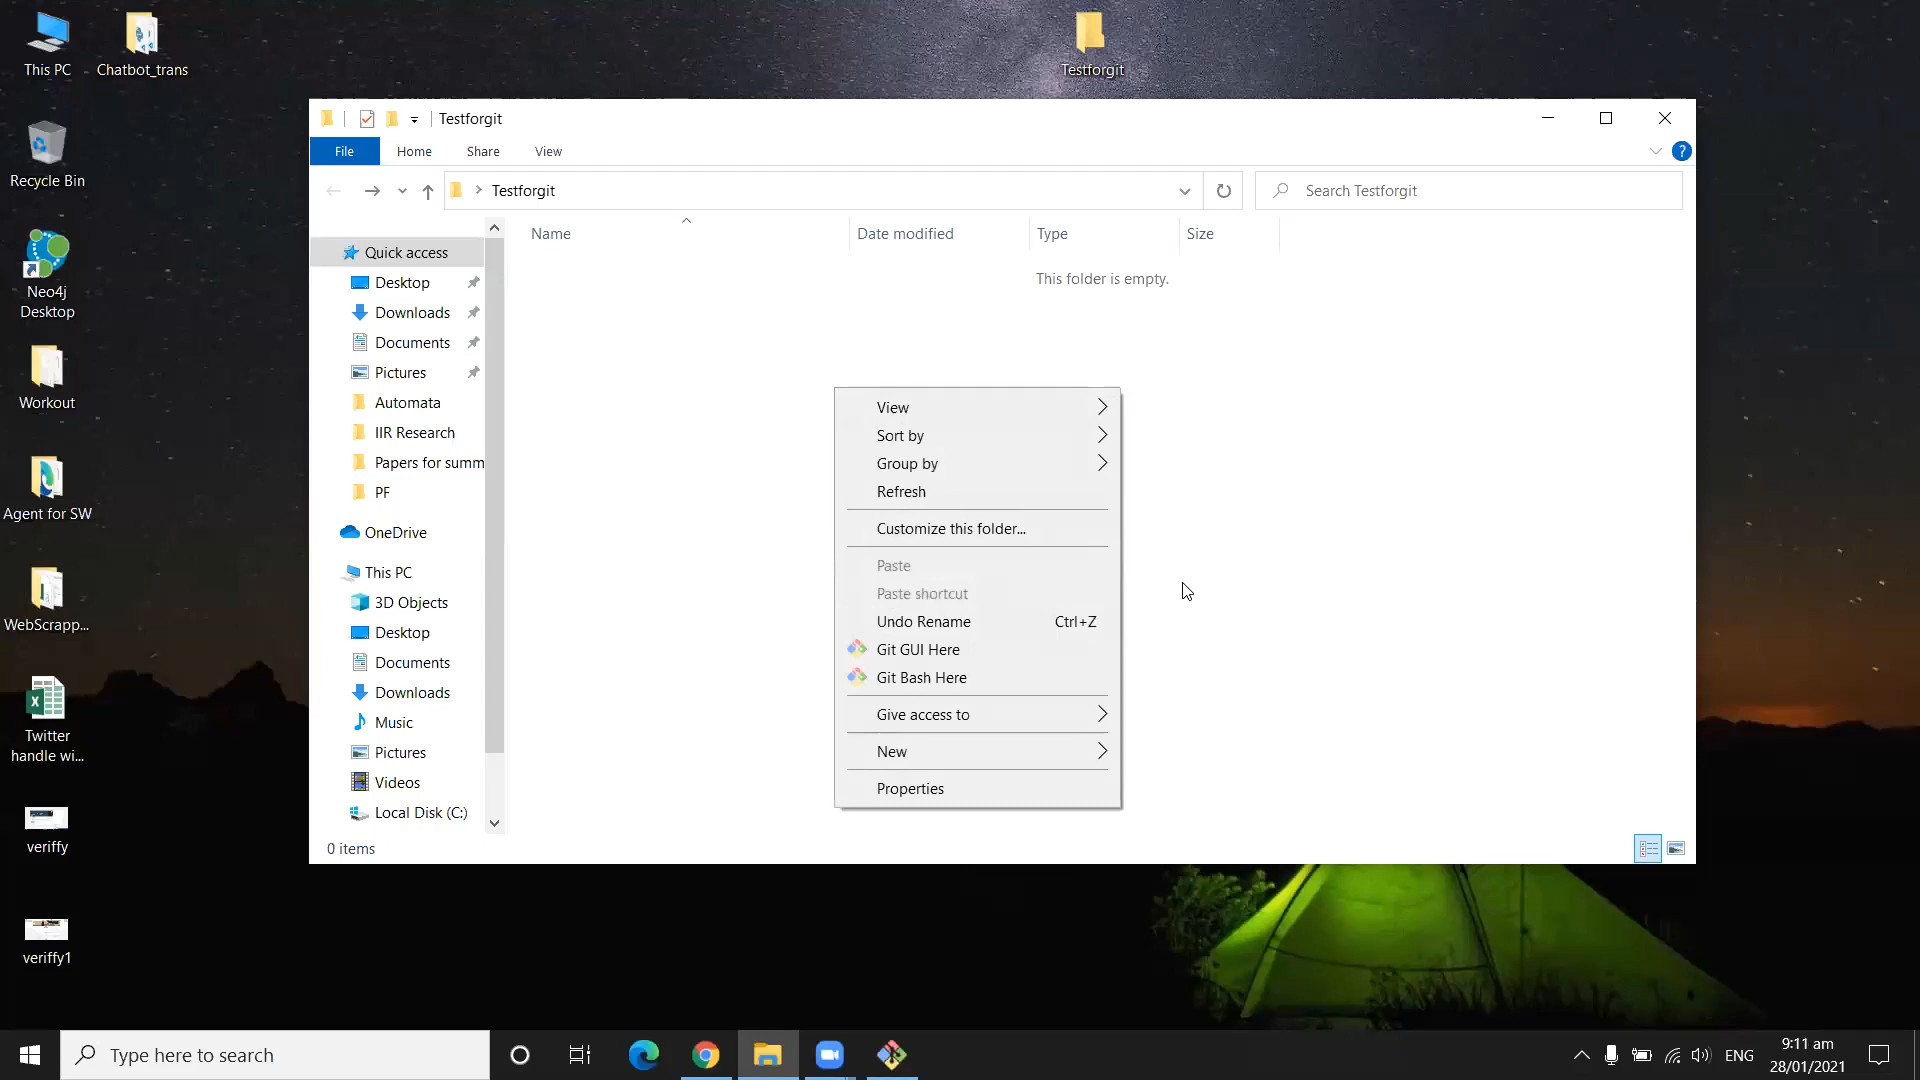 This PC
Chatbot_trans
Testforgit
Recycle Bin
Neo4j
Desktop
Workout
Agent for SW
WebScrapp...
Twitter
handle wi...
veriffy
veriffy1
Testforgit
File
Home
Share
View
?
Testforgit
Search Testforgit
Name
Date modified
Type
Size
This folder is empty.
Quick access
Desktop
Downloads
Documents
Pictures
Automata
IIR Research
Papers for summ
PF
OneDrive
This PC
3D Objects
Desktop
Documents
Downloads
Music
Pictures
Videos
Local Disk (C:)
0 items
View
Sort by
Group by
Refresh
Customize this folder...
Paste
Paste shortcut
Undo Rename Ctrl+Z
Git GUI Here
Git Bash Here
Give access to
New
Properties
Type here to search
ENG
9:11 am
28/01/2021